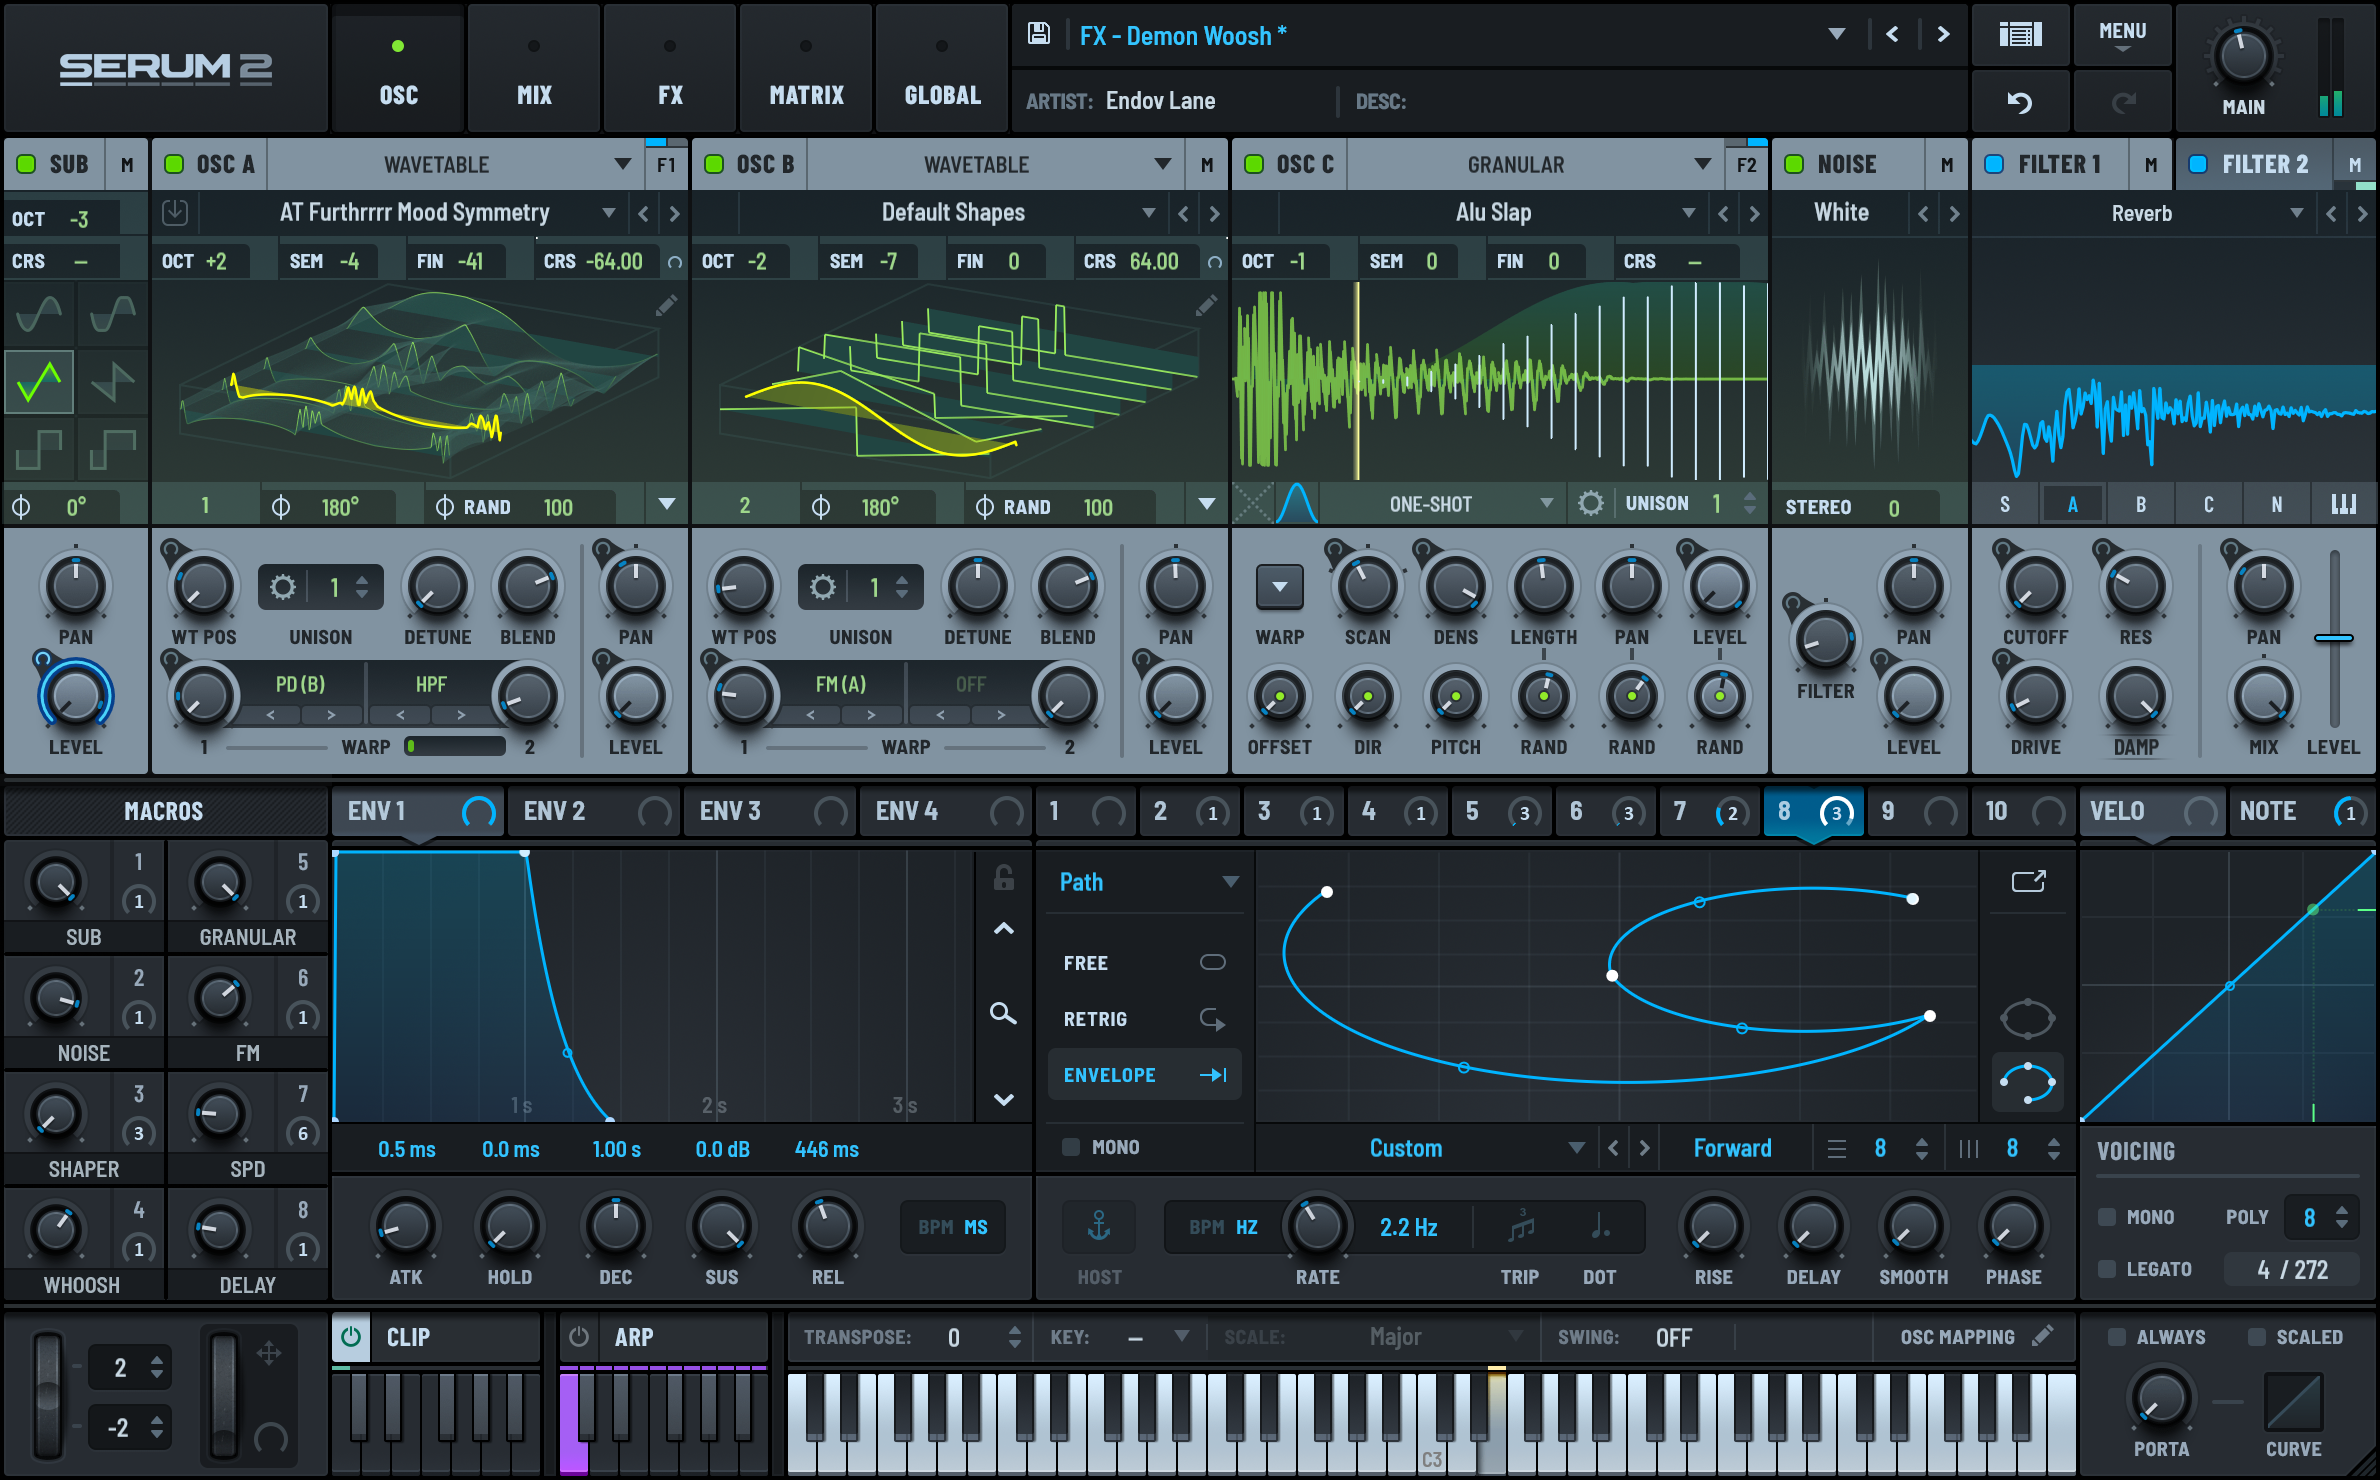 SERUM 2
OSC
MIX
FX
MATRIX
GLOBAL
FX - Demon Woosh *
ARTIST: Endov Lane
DESC:
MENU
MAIN
SUB M
OSC A WAVETABLE F1
OSC B WAVETABLE M
OSC C GRANULAR F2
NOISE M
FILTER 1 M
FILTER 2 M
OCT -3
CRS –
AT Furthrrrr Mood Symmetry
OCT +2 SEM -4 FIN -41 CRS -64.00
Default Shapes
OCT -2 SEM -7 FIN 0 CRS 64.00
Alu Slap
OCT -1 SEM 0 FIN 0 CRS –
White
Reverb
0°
1 180° RAND 100
2 180° RAND 100
ONE-SHOT UNISON 1
STEREO 0
S A B C N
PAN
LEVEL
WT POS 1 UNISON DETUNE BLEND PAN
PD (B) HPF
< > < >
1 WARP 2 LEVEL
WT POS 1 UNISON DETUNE BLEND PAN
FM (A) OFF
< > < >
1 WARP 2 LEVEL
WARP SCAN DENS LENGTH PAN LEVEL
OFFSET DIR PITCH RAND RAND RAND
FILTER PAN
LEVEL
CUTOFF RES PAN
DRIVE DAMP MIX LEVEL
MACROS
ENV 1 ENV 2 ENV 3 ENV 4
1 2 1 3 1 4 1 5 3 6 3 7 2 8 3 9 10
VELO NOTE 1
1 1 SUB
5 1 GRANULAR
2 1 NOISE
6 1 FM
3 3 SHAPER
7 6 SPD
4 1 WHOOSH
8 1 DELAY
1 s 2 s 3 s
0.5 ms 0.0 ms 1.00 s 0.0 dB 446 ms
ATK HOLD DEC SUS REL
BPM MS
Path
FREE
RETRIG
ENVELOPE
MONO
Custom < > Forward 8 8
HOST
BPM HZ RATE 2.2 Hz 3 TRIP DOT
RISE DELAY SMOOTH PHASE
VOICING
MONO POLY 8
LEGATO 4 / 272
2
-2
CLIP
ARP
TRANSPOSE: 0 KEY: – SCALE: Major SWING: OFF OSC MAPPING
C3
ALWAYS SCALED
PORTA CURVE